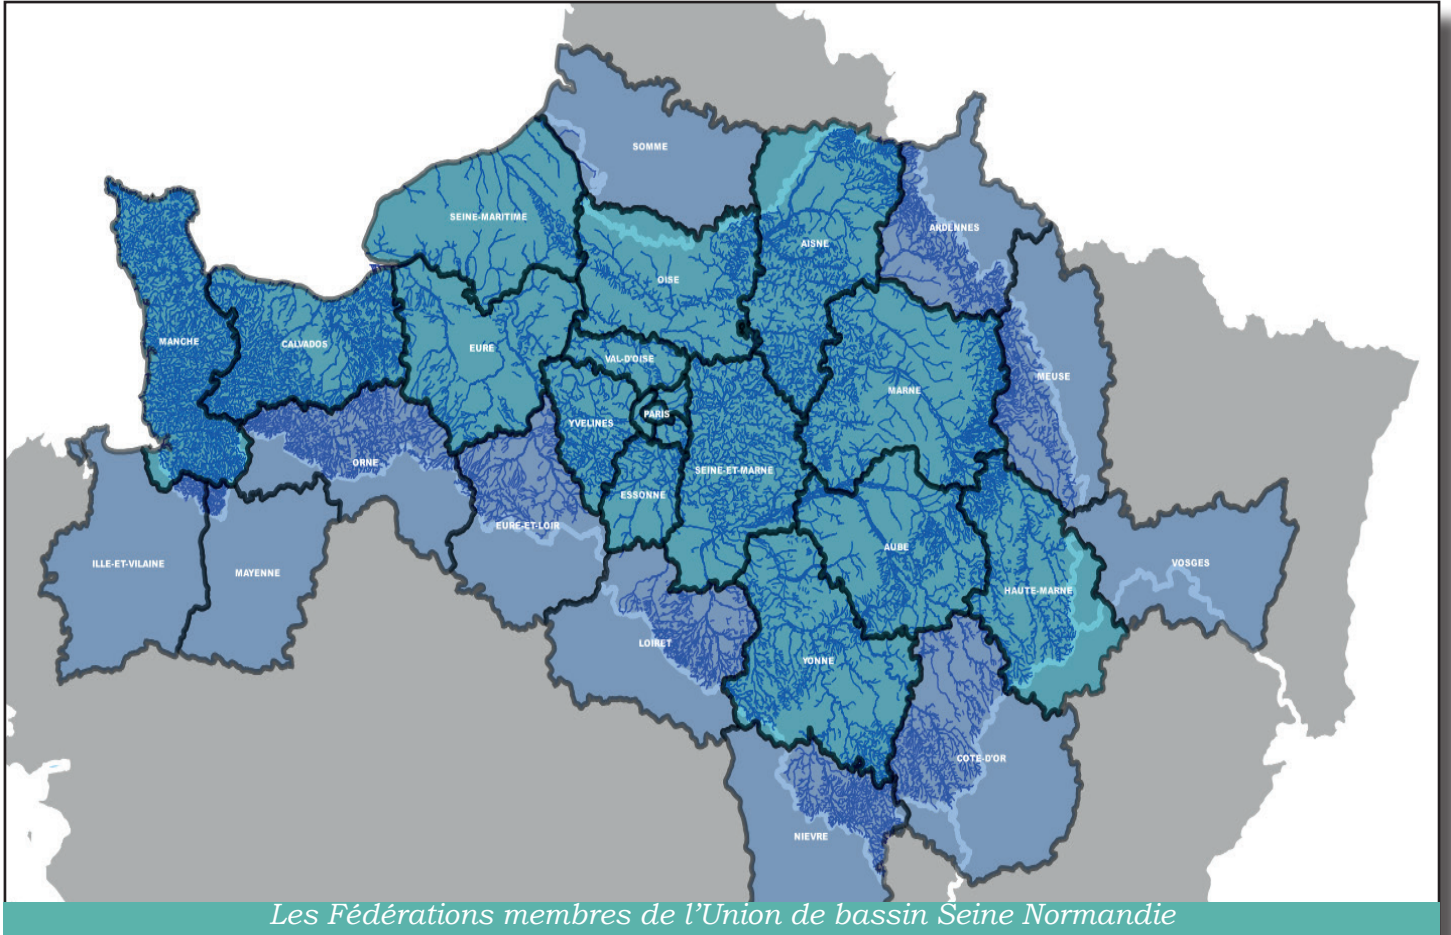 SOMME
SEINE-MARITIME
ARDENNES
AISNE
OISE
MANCHE
CALVADOS
EURE
VAL-D'OISE
MEUSE
MARNE
PARIS
YVELINES
ORNE
SEINE-ET-MARNE
ESSONNE
EURE-ET-LOIR
AUBE
ILLE-ET-VILAINE
VOSGES
MAYENNE
HAUTE-MARNE
LOIRET
YONNE
COTE-D'OR
NIEVRE
Les Fédérations membres de l'Union de bassin Seine Normandie